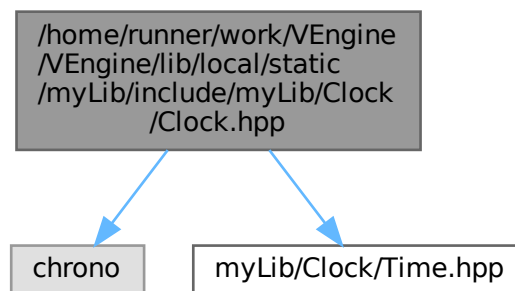 /home/runner/work/VEngine
/VEngine/lib/local/static
/myLib/include/myLib/Clock
/Clock.hpp
chrono
myLib/Clock/Time.hpp